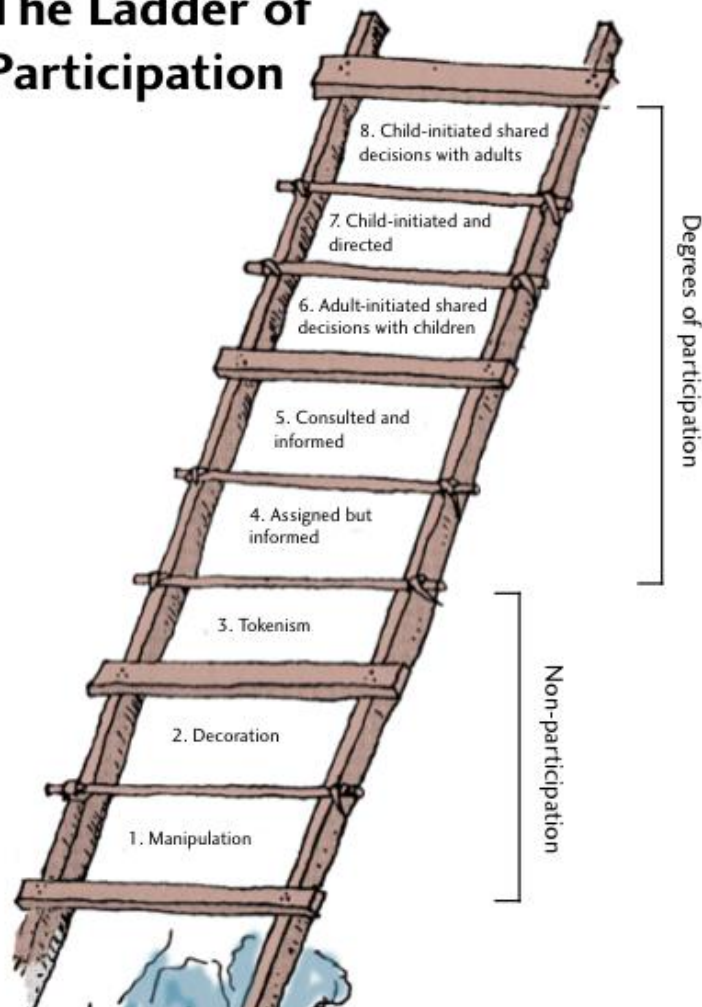 The Ladder of
Participation
8. Child-initiated shared
decisions with adults
7. Child-initiated and
directed
6. Adult-initiated shared
decisions with children
5. Consulted and
informed
4. Assigned but
informed
3. Tokenism
2. Decoration
1. Manipulation
Degrees of participation
Non-participation